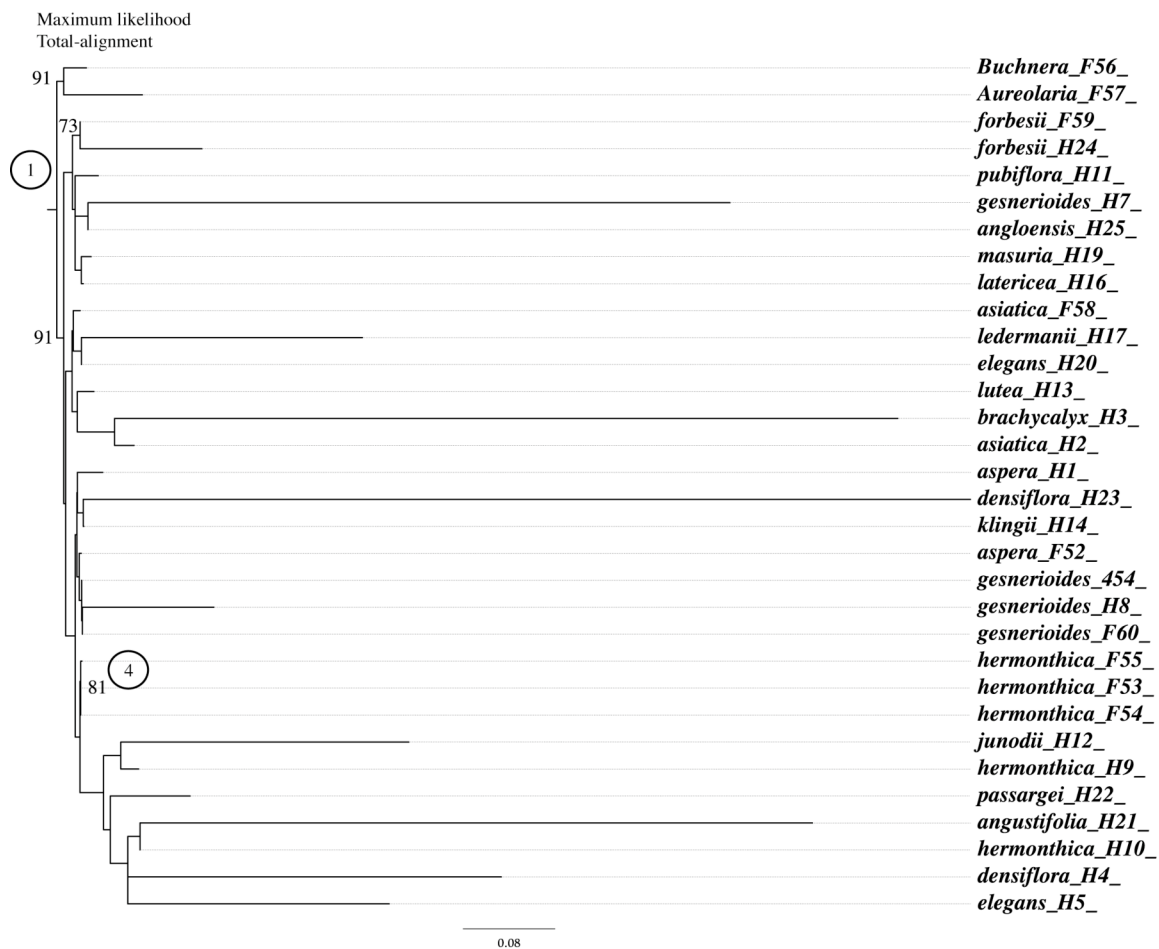 Maximum likelihood
Total-alignment
91
Buchnera_F56_
Aureolaria_F57_
73
forbesii_F59_
forbesii_H24_
1
pubiflora_H11_
gesnerioides_H7_
angloensis_H25_
masuria_H19_
latericea_H16_
asiatica_F58_
91
ledermanii_H17_
elegans_H20_
lutea_H13_
brachycalyx_H3_
asiatica_H2_
aspera_H1_
densiflora_H23_
klingii_H14_
aspera_F52_
gesnerioides_454_
gesnerioides_H8_
gesnerioides_F60_
hermonthica_F55_
4
81
hermonthica_F53_
hermonthica_F54_
junodii_H12_
hermonthica_H9_
passargei_H22_
angustifolia_H21_
hermonthica_H10_
densiflora_H4_
elegans_H5_
0.08